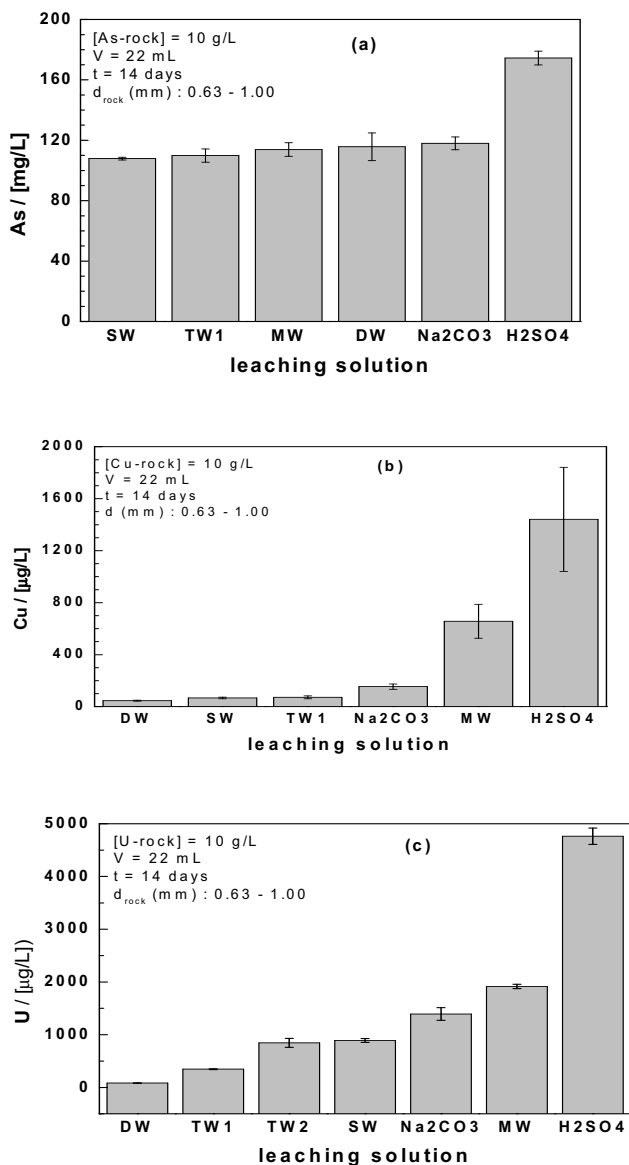 200
160
120
80
40
0
As / [mg/L]
[As-rock] = 10 g/L
V = 22 mL
t = 14 days
d_rock (mm) : 0.63 - 1.00
(a)
SW TW1 MW DW Na2CO3 H2SO4
leaching solution
2000
1600
1200
800
400
0
Cu / [µg/L]
[Cu-rock] = 10 g/L
V = 22 mL
t = 14 days
d (mm) : 0.63 - 1.00
(b)
DW SW TW1 Na2CO3 MW H2SO4
leaching solution
5000
4000
3000
2000
1000
0
U / [µg/L])
[U-rock] = 10 g/L
V = 22 mL
t = 14 days
d_rock (mm) : 0.63 - 1.00
(c)
DW TW1 TW2 SW Na2CO3 MW H2SO4
leaching solution